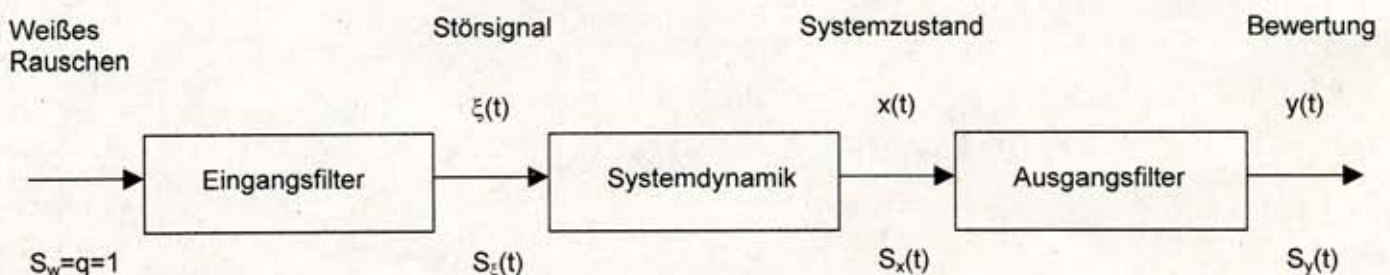 Weißes
Rauschen
Störsignal
Systemzustand
Bewertung
ξ(t)
x(t)
y(t)
Eingangsfilter
Systemdynamik
Ausgangsfilter
S_w=q=1
S_ξ(t)
S_x(t)
S_y(t)